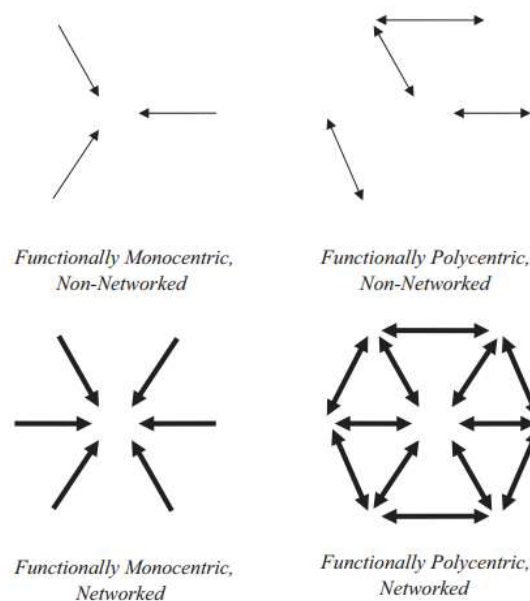 Functionally Monocentric,
Non-Networked
Functionally Polycentric,
Non-Networked
Functionally Monocentric,
Networked
Functionally Polycentric,
Networked